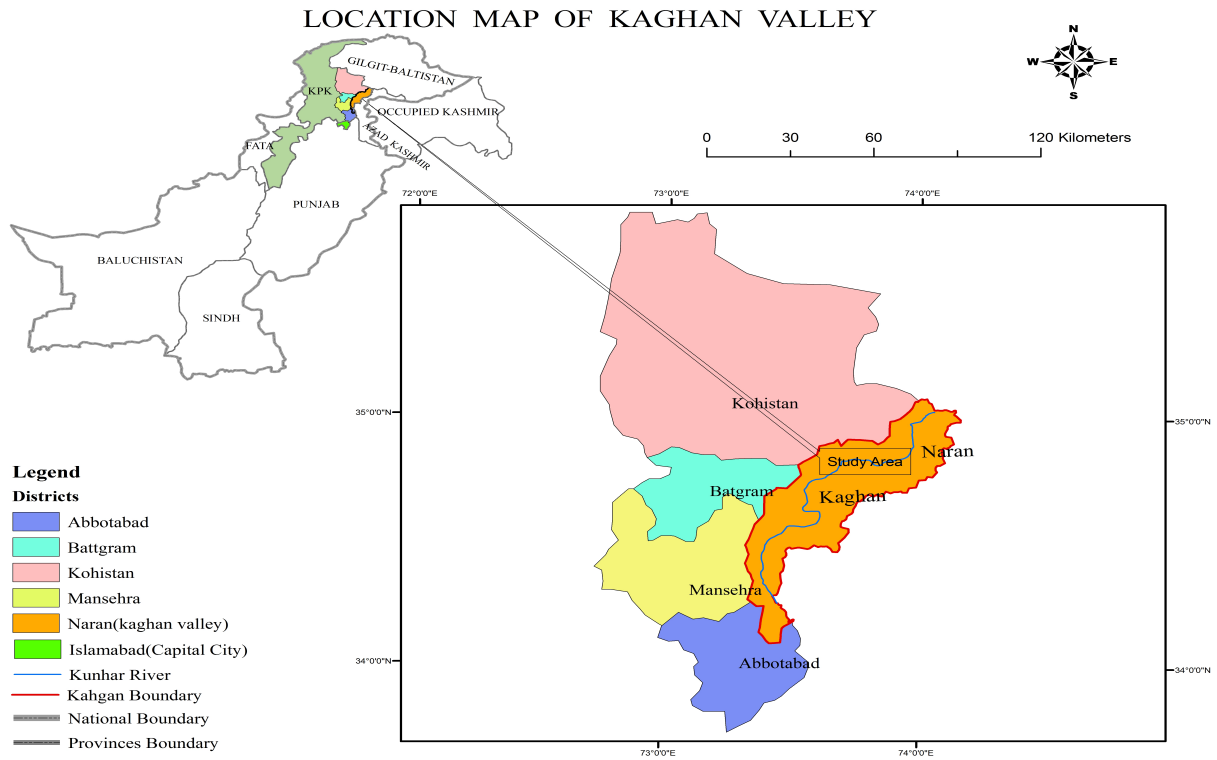 LOCATION MAP OF KAGHAN VALLEY
N
W E
S
GILGIT-BALTISTAN
KPK
OCCUPIED KASHMIR
AZAD KASHMIR
FATA
PUNJAB
BALUCHISTAN
SINDH
0 30 60 120 Kilometers
72°0'0"E 73°0'0"E 74°0'0"E
35°0'0"N
35°0'0"N
34°0'0"N
34°0'0"N
73°0'0"E 74°0'0"E
Kohistan
Naran
Study Area
Batgram
Kaghan
Mansehra
Abbotabad
Legend
Districts
Abbotabad
Battgram
Kohistan
Mansehra
Naran(kaghan valley)
Islamabad(Capital City)
Kunhar River
Kahgan Boundary
National Boundary
Provinces Boundary